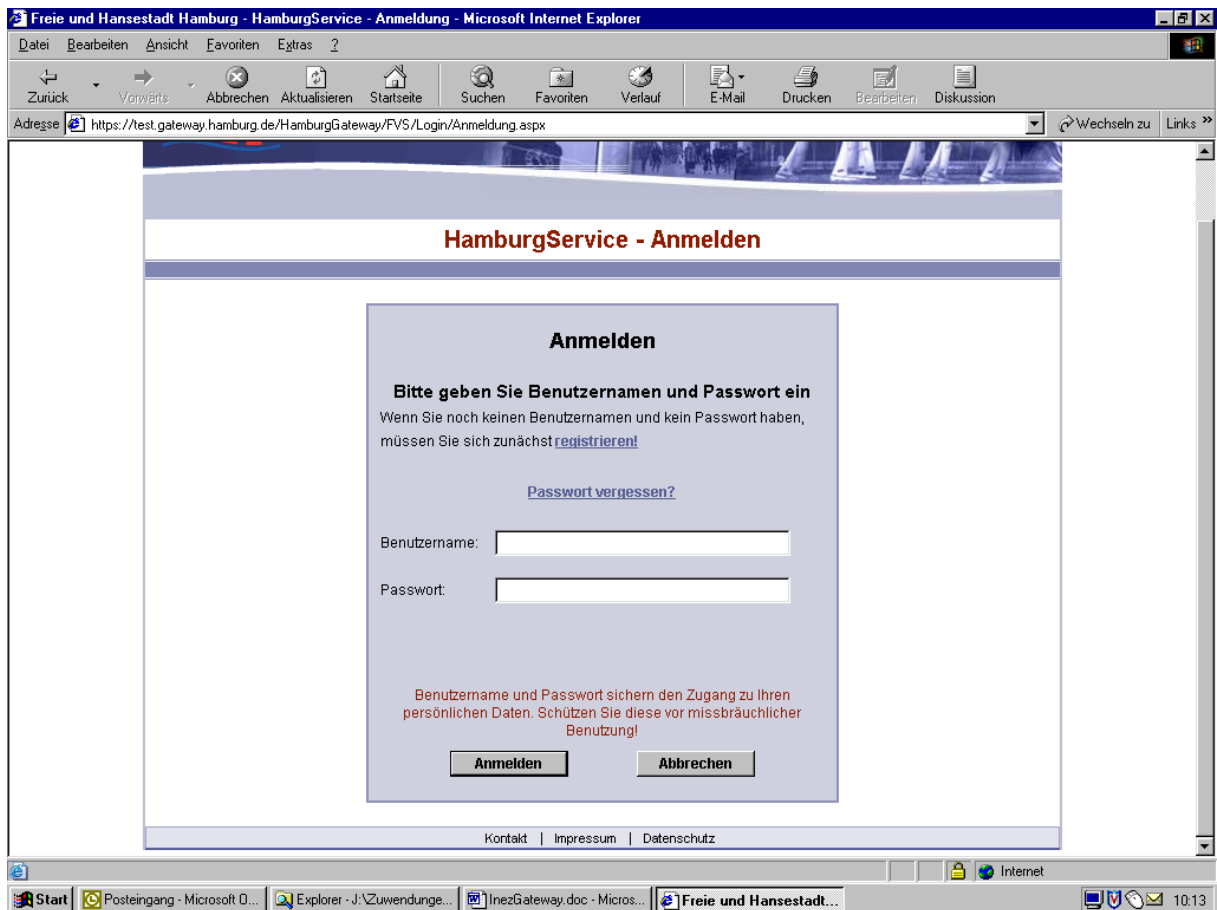 Freie und Hansestadt Hamburg - HamburgService - Anmeldung - Microsoft Internet Explorer
Datei Bearbeiten Ansicht Favoriten Extras ?
Zurück Vorwärts Abbrechen Aktualisieren Startseite Suchen Favoriten Verlauf E-Mail Drucken Bearbeiten Diskussion
Adresse https://test.gateway.hamburg.de/HamburgGateway/FVS/Login/Anmeldung.aspx Wechseln zu Links »
HamburgService - Anmelden
Anmelden
Bitte geben Sie Benutzernamen und Passwort ein
Wenn Sie noch keinen Benutzernamen und kein Passwort haben,
müssen Sie sich zunächst registrieren!
Passwort vergessen?
Benutzername:
Passwort:
Benutzername und Passwort sichern den Zugang zu Ihren
persönlichen Daten. Schützen Sie diese vor missbräuchlicher
Benutzung!
Anmelden Abbrechen
Kontakt | Impressum | Datenschutz
Internet
Start Posteingang - Microsoft O... Explorer - J:\Zuwendunge... InezGateway.doc - Micros... Freie und Hansestadt... 10:13